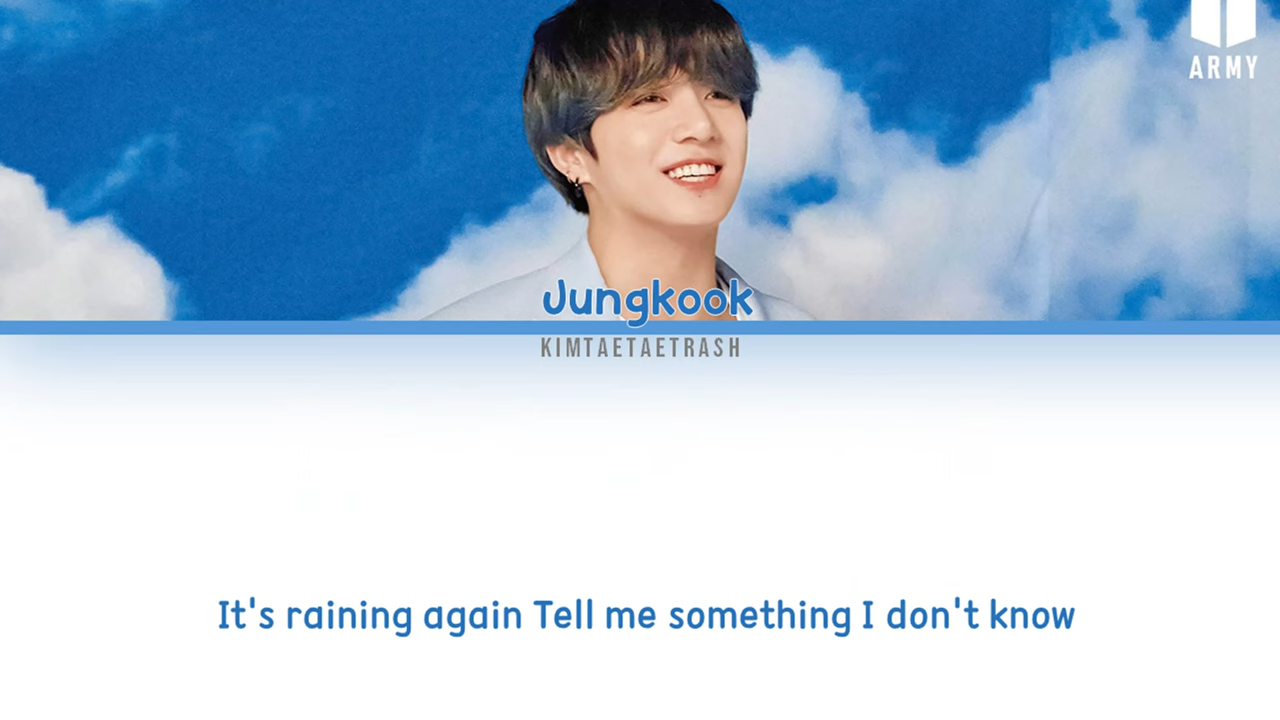 ARMY
Jungkook
KIMTAETAETRASH
It's raining again Tell me something I don't know